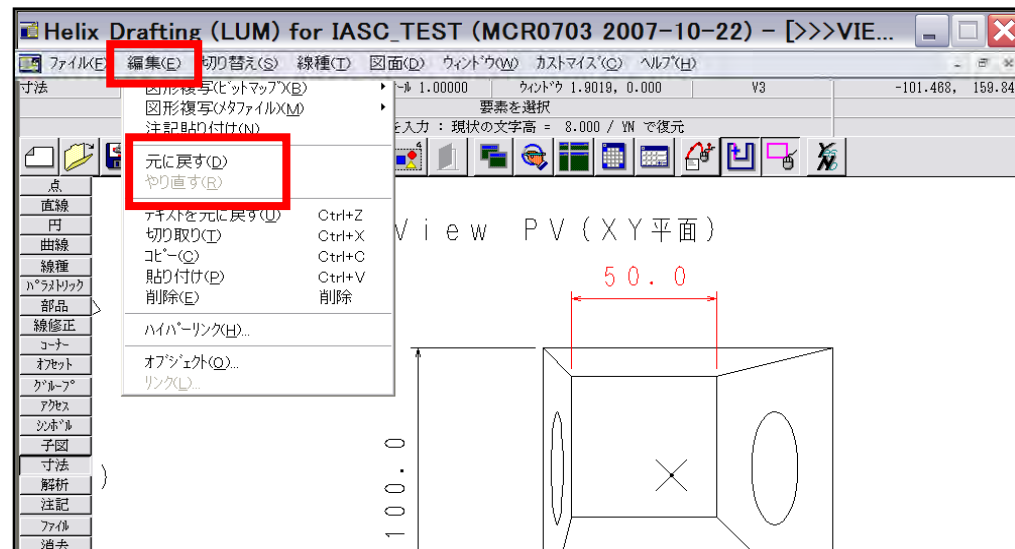 Helix Drafting (LUM) for IASC_TEST (MCR0703 2007-10-22) - [>>>VIE...
ファイル(F) 編集(E) 切り替え(S) 線種(T) 図面(D) ウィンドウ(W) カストマイズ(C) ヘルプ(H)
寸法 ール 1.00000 ウィンドウ 1.9019, 0.000 V3 -101.468, 159.84
要素を選択
を入力 : 現状の文字高 = 8.000 / YN で復元
図形複写(ビットマップ)(B)
図形複写(メタファイル)(M)
注記貼り付け(N)
元に戻す(D)
やり直す(R)
テキストを元に戻す(U) Ctrl+Z
切り取り(T) Ctrl+X
コピー(C) Ctrl+C
貼り付け(P) Ctrl+V
削除(E) 削除
ハイパーリンク(H)...
オブジェクト(O)...
リンク(L)...
点
直線
円
曲線
線種
パラメトリック
部品
線修正
コーナー
オフセット
グループ
アクセス
シンボル
子図
寸法
解析
注記
ファイル
消去
View PV(XY平面)
50.0
100.0